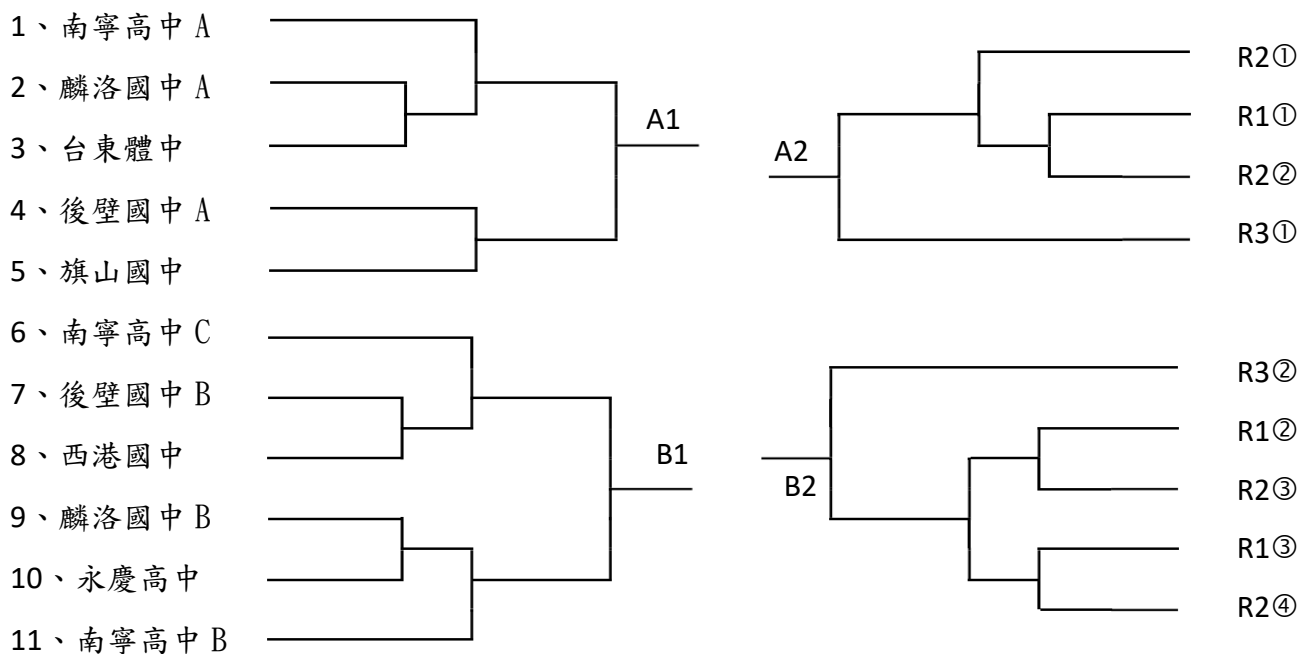 1、南寧高中 A
2、麟洛國中 A
3、台東體中
4、後壁國中 A
5、旗山國中
6、南寧高中 C
7、後壁國中 B
8、西港國中
9、麟洛國中 B
10、永慶高中
11、南寧高中 B
A1
B1
A2
B2
R2①
R1①
R2②
R3①
R3②
R1②
R2③
R1③
R2④